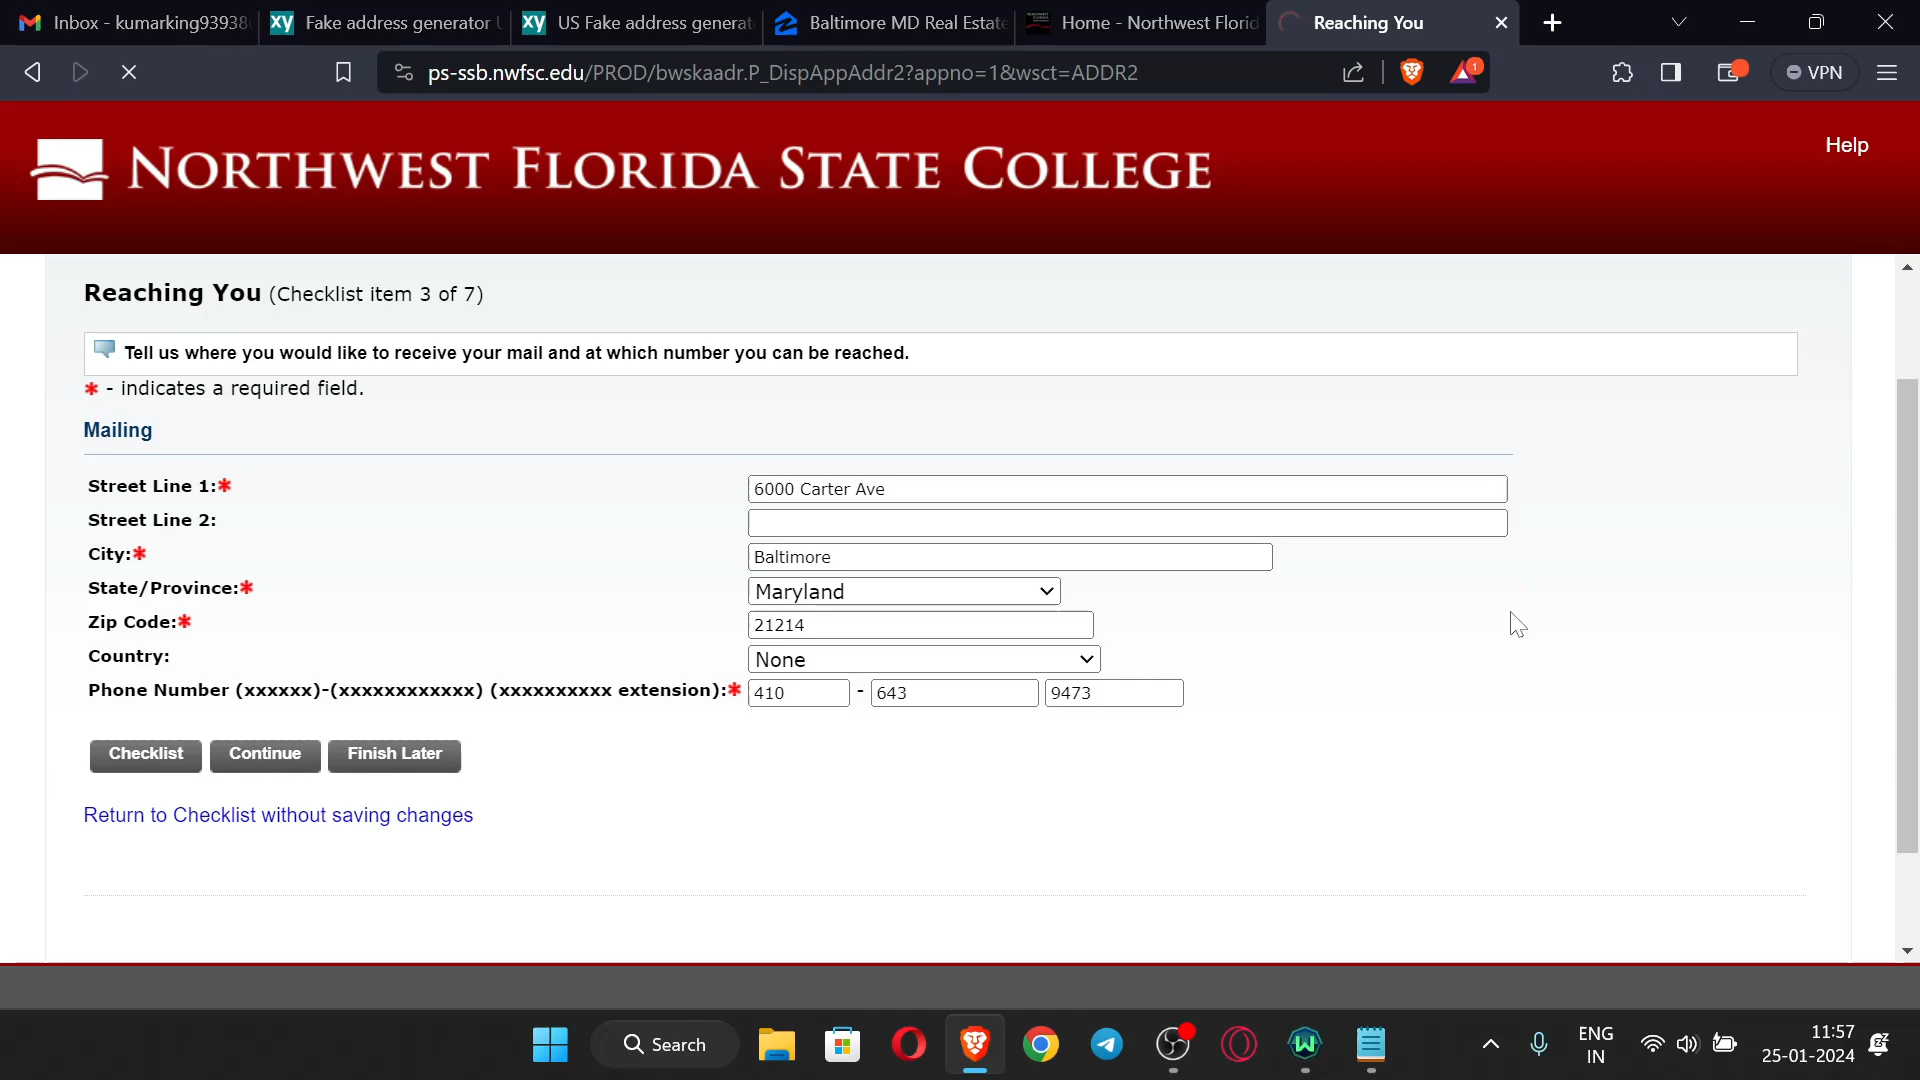 Inbox - kumarking93938
Fake address generator U
US Fake address generat
Baltimore MD Real Estate
Home - Northwest Florid
Reaching You
ps-ssb.nwfsc.edu/PROD/bwskaadr.P_DispAppAddr2?appno=1&wsct=ADDR2
1
VPN
NORTHWEST FLORIDA STATE COLLEGE
Help
Reaching You (Checklist item 3 of 7)
Tell us where you would like to receive your mail and at which number you can be reached.
* - indicates a required field.
Mailing
Street Line 1:* 6000 Carter Ave
Street Line 2:
City:* Baltimore
State/Province:* Maryland
Zip Code:* 21214
Country: None
Phone Number (xxxxxx)-(xxxxxxxxxxxx) (xxxxxxxxxx extension):* 410 - 643 9473
Checklist Continue Finish Later
Return to Checklist without saving changes
Search
ENG
IN
11:57
25-01-2024